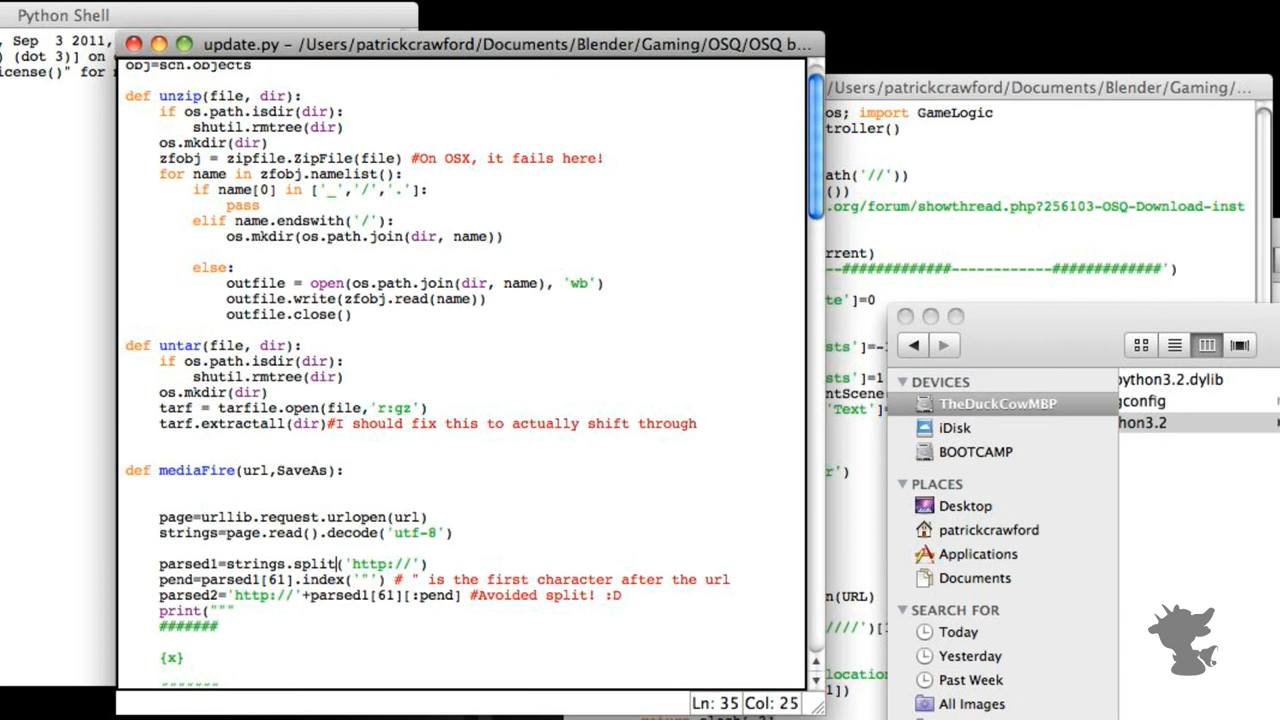 Python Shell
, Sep  3 2011,
) (dot 3)] on
icense()" for
update.py – /Users/patrickcrawford/Documents/Blender/Gaming/OSQ/OSQ b...
obj=scn.objects
def unzip(file, dir):
    if os.path.isdir(dir):
        shutil.rmtree(dir)
    os.mkdir(dir)
    zfobj = zipfile.ZipFile(file) #On OSX, it fails here!
    for name in zfobj.namelist():
        if name[0] in ['_','/','.']:
            pass
        elif name.endswith('/'):
            os.mkdir(os.path.join(dir, name))
        else:
            outfile = open(os.path.join(dir, name), 'wb')
            outfile.write(zfobj.read(name))
            outfile.close()
def untar(file, dir):
    if os.path.isdir(dir):
        shutil.rmtree(dir)
    os.mkdir(dir)
    tarf = tarfile.open(file,'r:gz')
    tarf.extractall(dir)#I should fix this to actually shift through
def mediaFire(url,SaveAs):
    page=urllib.request.urlopen(url)
    strings=page.read().decode('utf-8')
    parsed1=strings.split('http://')
    pend=parsed1[61].index('"') # " is the first character after the url
    parsed2='http://'+parsed1[61][:pend] #Avoided split! :D
    print("""
    #######
    {x}
Ln: 35 Col: 25
/Users/patrickcrawford/Documents/Blender/Gaming/...
os; import GameLogic
troller()
ath('//'))
())
.org/forum/showthread.php?256103-OSQ-Download-inst
rrent)
--#############------------#############')
te']=0
sts']=-1
sts']=1
ntScene
'Text']=
r')
n(URL)
////')[
location
1])
DEVICES
TheDuckCowMBP
iDisk
BOOTCAMP
PLACES
Desktop
patrickcrawford
Applications
Documents
SEARCH FOR
Today
Yesterday
Past Week
All Images
python3.2.dylib
gconfig
hon3.2